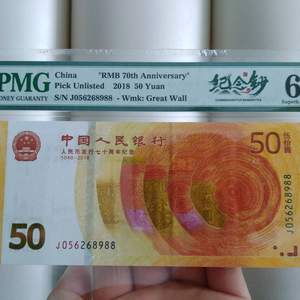 PMG
MONEY GUARANTY
China "RMB 70th Anniversary"
Pick Unlisted 2018 50 Yuan
S/N J056268988 - Wmk: Great Wall
纪念钞
6
Superb
中国人民银行
人民币发行七十周年纪念
1948-2018
50
伍拾圆
J056268988
50
J056268988